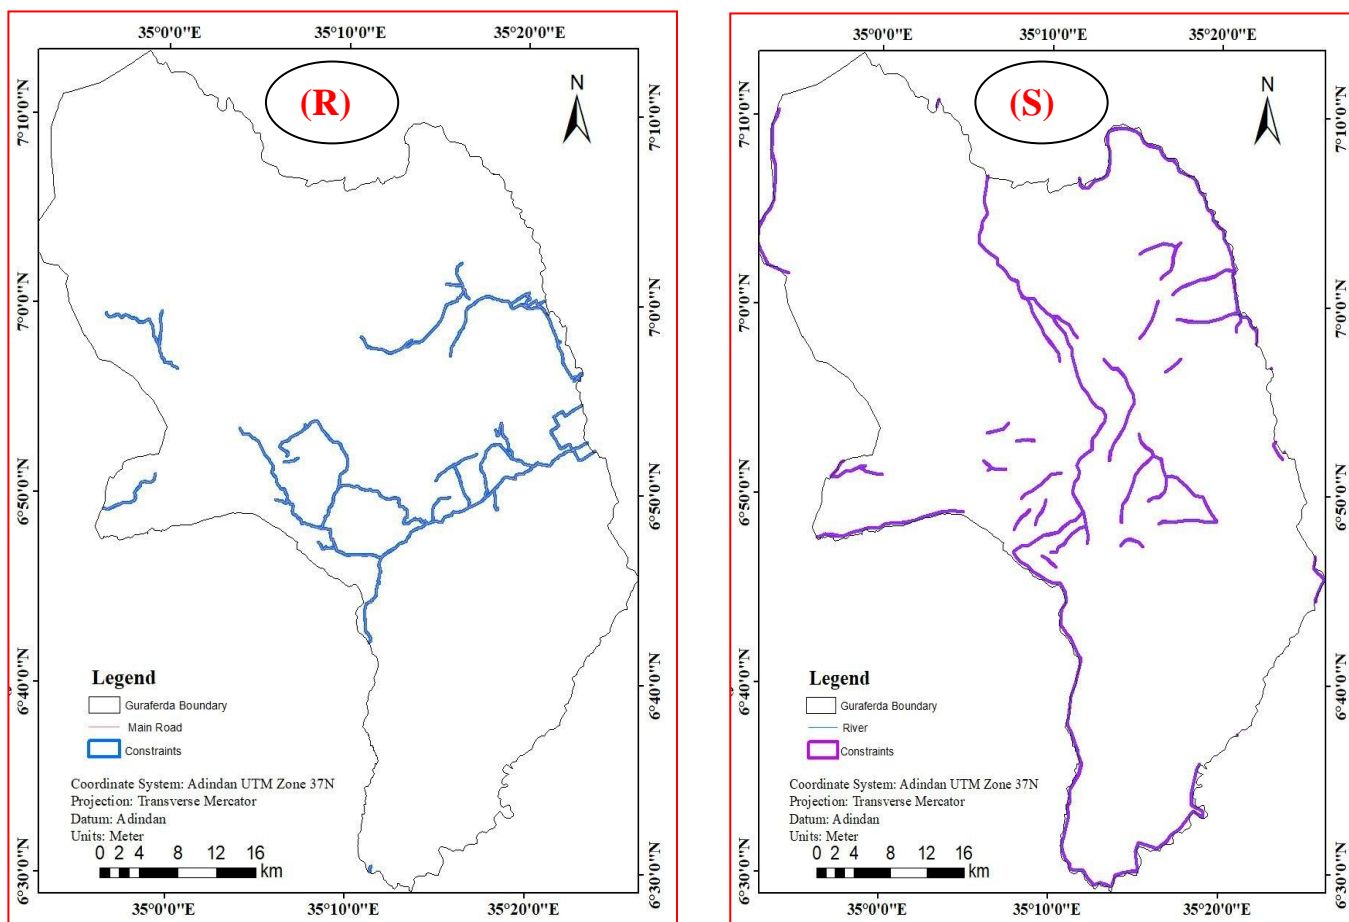 35°0'0"E 35°10'0"E 35°20'0"E
(R)
N
7°10'0"N 7°10'0"N
7°0'0"N 7°0'0"N
6°50'0"N 6°50'0"N
6°40'0"N 6°40'0"N
6°30'0"N 6°30'0"N
Legend
Guraferda Boundary
Main Road
Constraints
Coordinate System: Adindan UTM Zone 37N
Projection: Transverse Mercator
Datum: Adindan
Units: Meter
0 2 4 8 12 16
km
35°0'0"E 35°10'0"E 35°20'0"E
35°0'0"E 35°10'0"E 35°20'0"E
(S)
N
7°10'0"N 7°10'0"N
7°0'0"N 7°0'0"N
6°50'0"N 6°50'0"N
6°40'0"N 6°40'0"N
6°30'0"N 6°30'0"N
Legend
Guraferda Boundary
River
Constraints
Coordinate System: Adindan UTM Zone 37N
Projection: Transverse Mercator
Datum: Adindan
Units: Meter
0 2 4 8 12 16
km
35°0'0"E 35°10'0"E 35°20'0"E